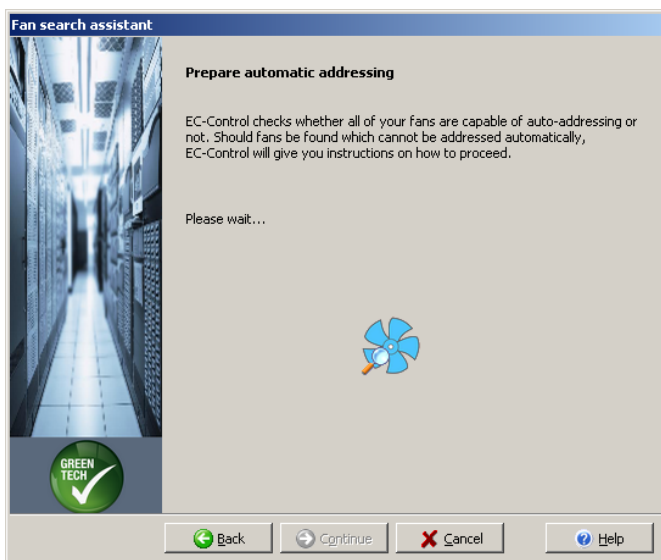 Fan search assistant
Prepare automatic addressing
EC-Control checks whether all of your fans are capable of auto-addressing or
not. Should fans be found which cannot be addressed automatically,
EC-Control will give you instructions on how to proceed.
Please wait...
GREEN
TECH
Back Continue Cancel Help